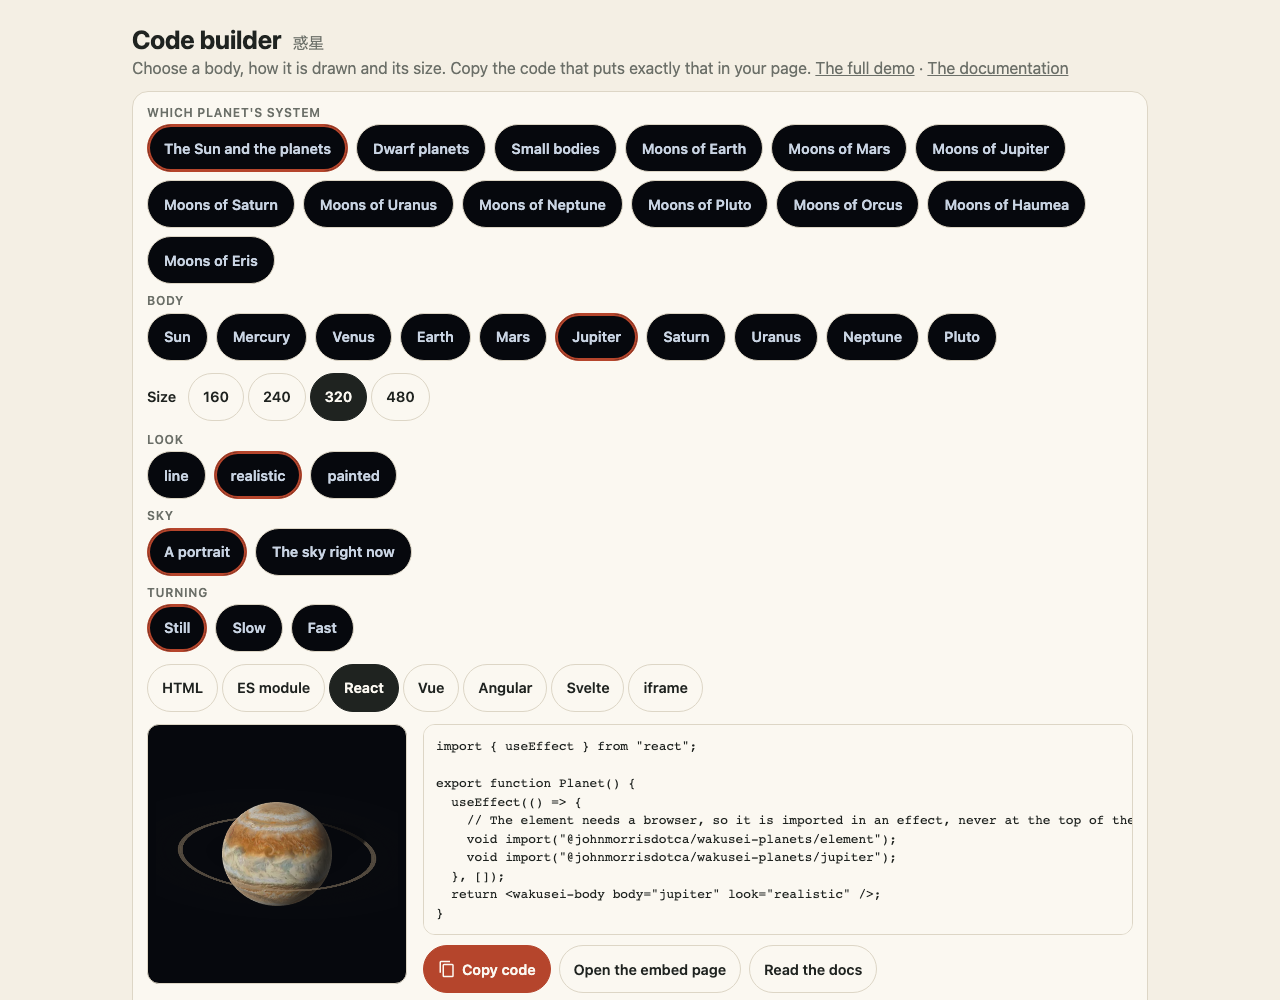 Code builder 惑星
Choose a body, how it is drawn and its size. Copy the code that puts exactly that in your page. The full demo · The documentation
WHICH PLANET'S SYSTEM
The Sun and the planets Dwarf planets Small bodies Moons of Earth Moons of Mars Moons of Jupiter
Moons of Saturn Moons of Uranus Moons of Neptune Moons of Pluto Moons of Orcus Moons of Haumea
Moons of Eris
BODY
Sun Mercury Venus Earth Mars Jupiter Saturn Uranus Neptune Pluto
Size 160 240 320 480
LOOK
line realistic painted
SKY
A portrait The sky right now
TURNING
Still Slow Fast
HTML ES module React Vue Angular Svelte iframe
import { useEffect } from "react";
export function Planet() {
useEffect(() => {
// The element needs a browser, so it is imported in an effect, never at the top of the
void import("@johnmorrisdotca/wakusei-planets/element");
void import("@johnmorrisdotca/wakusei-planets/jupiter");
}, []);
return <wakusei-body body="jupiter" look="realistic" />;
}
Copy code Open the embed page Read the docs